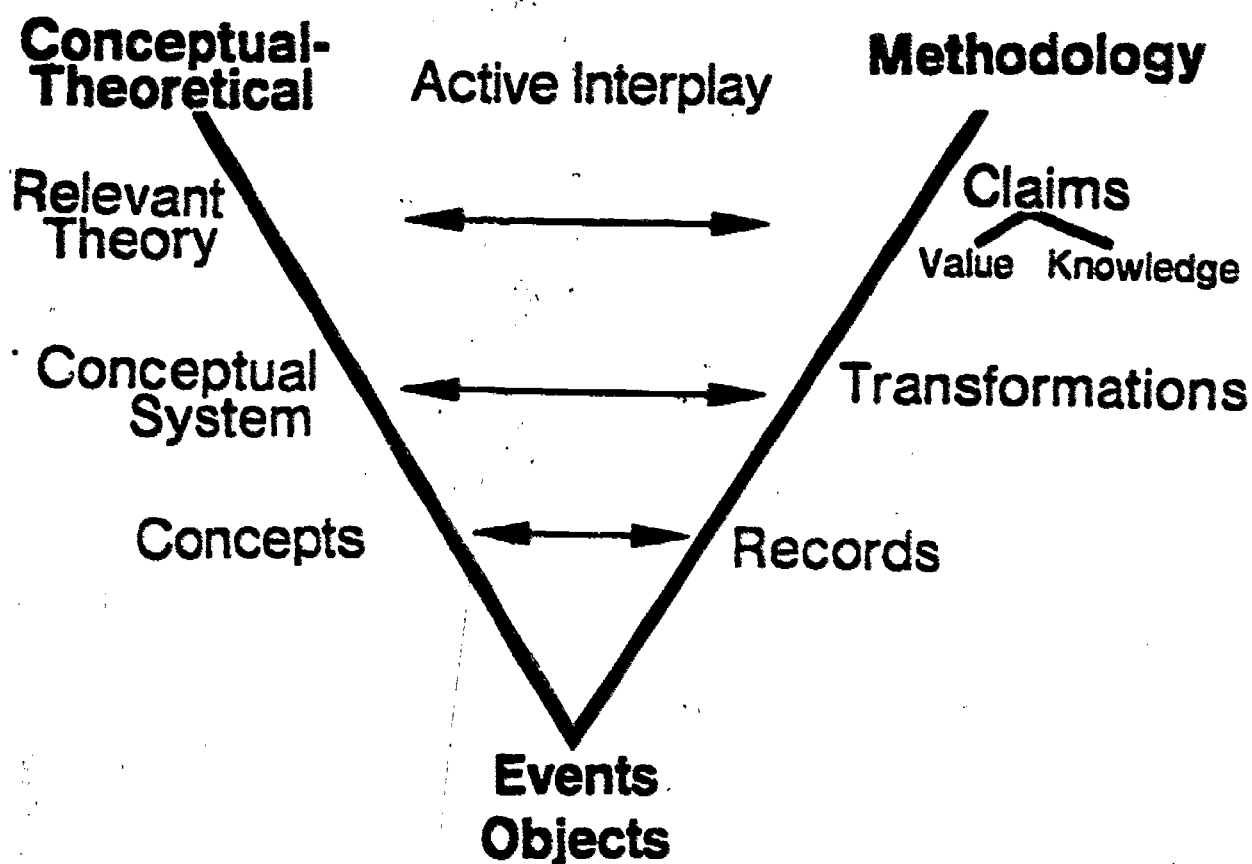 Conceptual-
Theoretical
Active Interplay
Methodology
Relevant
Theory
Claims
Value Knowledge
Conceptual
System
Transformations
Concepts
Records
Events
Objects